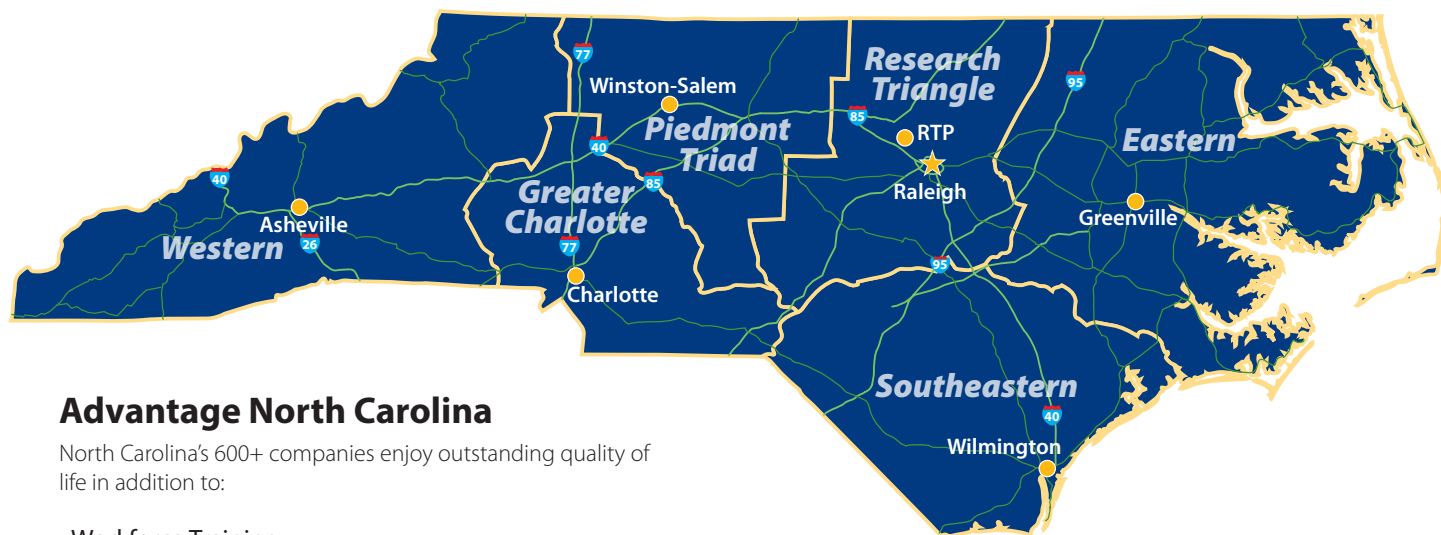 77
95
Research
Triangle
Winston-Salem
85
Piedmont
Triad
RTP
Eastern
40
40
85
Raleigh
Greater
Charlotte
Greenville
Asheville
Western
26
77
95
Charlotte
Southeastern
40
Wilmington
Advantage North Carolina
North Carolina's 600+ companies enjoy outstanding quality of
life in addition to: